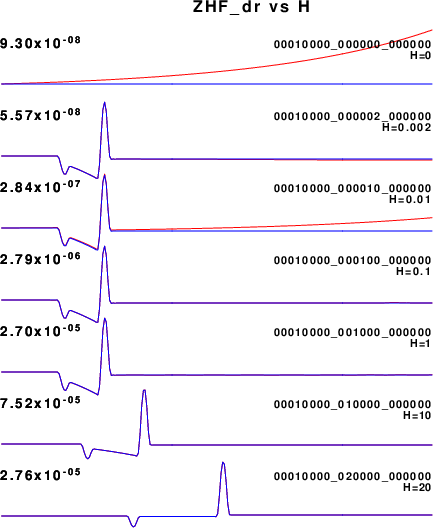 ZHF_dr vs H
9.30x10-08 00010000_000000_000000
H=0
5.57x10-08 00010000_000002_000000
H=0.002
2.84x10-07 00010000_000010_000000
H=0.01
2.79x10-06 00010000_000100_000000
H=0.1
2.70x10-05 00010000_001000_000000
H=1
7.52x10-05 00010000_010000_000000
H=10
2.76x10-05 00010000_020000_000000
H=20